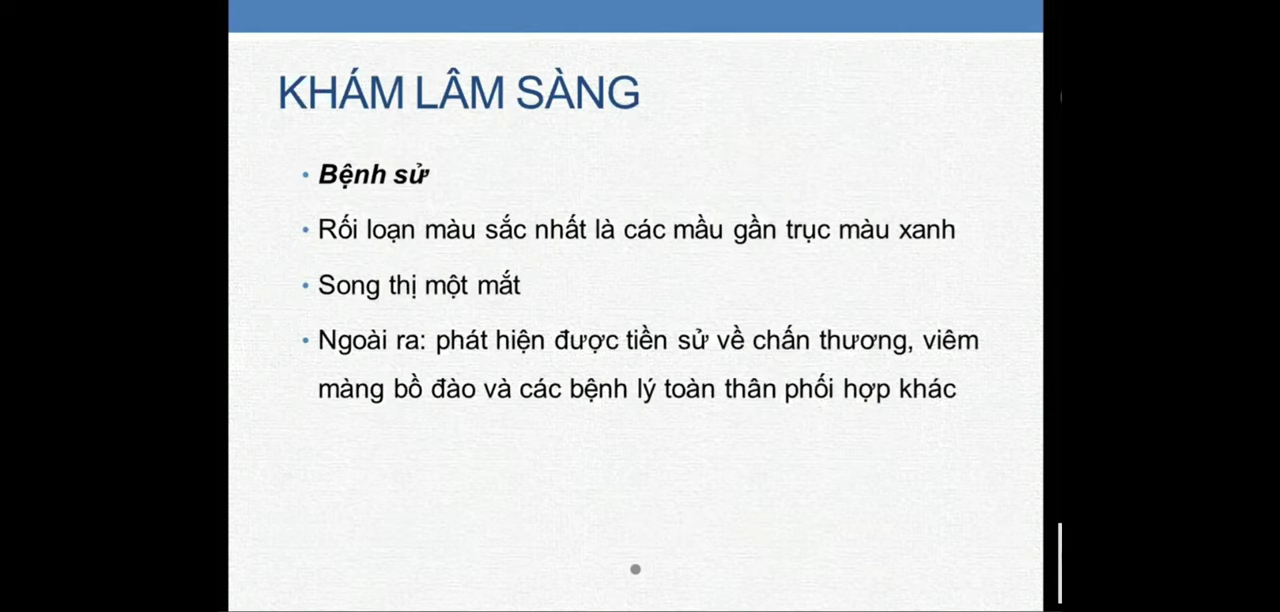 KHÁM LÂM SÀNG
• Bệnh sử
• Rối loạn màu sắc nhất là các mầu gần trục màu xanh
• Song thị một mắt
• Ngoài ra: phát hiện được tiền sử về chấn thương, viêm
màng bồ đào và các bệnh lý toàn thân phối hợp khác